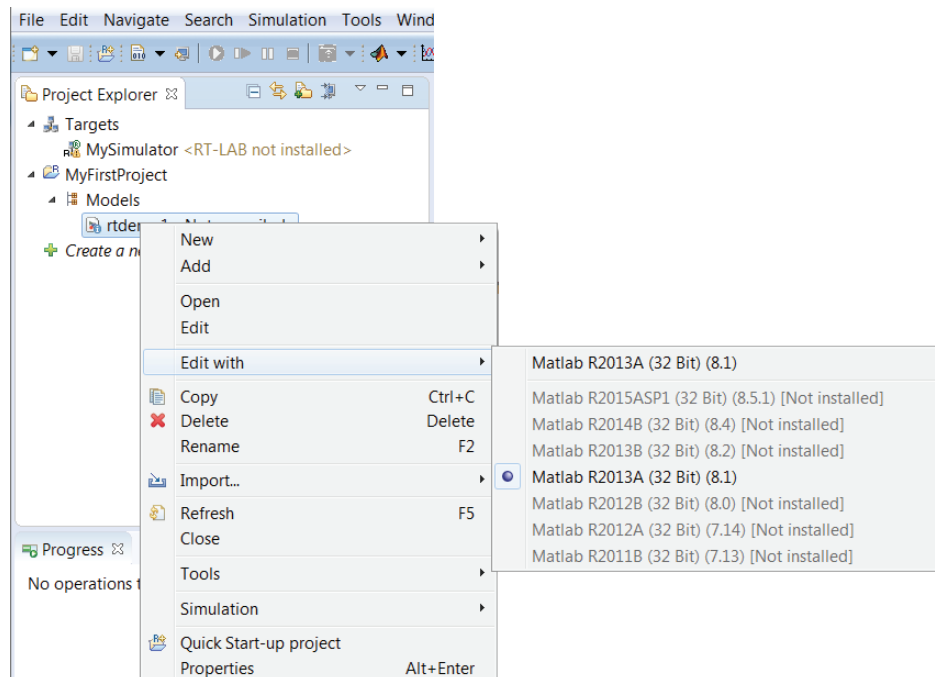 File Edit Navigate Search Simulation Tools Wind
Project Explorer
Targets
MySimulator <RT-LAB not installed>
MyFirstProject
Models
Create a
New
Add
Open
Edit
Edit with
Copy Ctrl+C
Delete Delete
Rename F2
Import...
Refresh F5
Close
Tools
Simulation
Quick Start-up project
Properties Alt+Enter
Matlab R2013A (32 Bit) (8.1)
Matlab R2015ASP1 (32 Bit) (8.5.1) [Not installed]
Matlab R2014B (32 Bit) (8.4) [Not installed]
Matlab R2013B (32 Bit) (8.2) [Not installed]
Matlab R2013A (32 Bit) (8.1)
Matlab R2012B (32 Bit) (8.0) [Not installed]
Matlab R2012A (32 Bit) (7.14) [Not installed]
Matlab R2011B (32 Bit) (7.13) [Not installed]
Progress
No operations